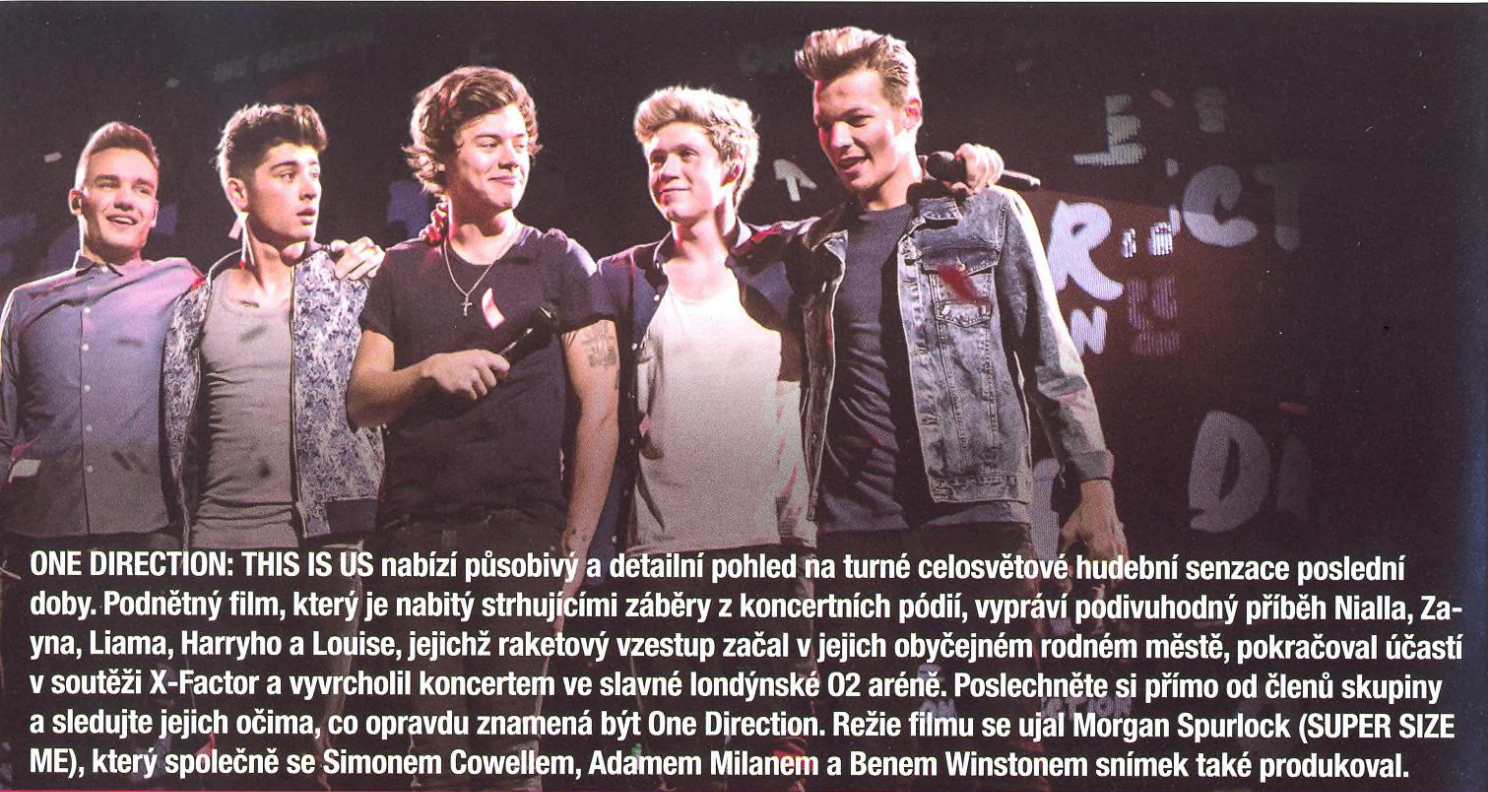 R
CT
N
DI
ONE DIRECTION: THIS IS US nabízí působivý a detailní pohled na turné celosvětové hudební senzace poslední
doby. Podnětný film, který je nabitý strhujícími záběry z koncertních pódií, vypráví podivuhodný příběh Nialla, Za-
yna, Liama, Harryho a Louise, jejichž raketový vzestup začal v jejich obyčejném rodném městě, pokračoval účastí
v soutěži X-Factor a vyvrcholil koncertem ve slavné londýnské O2 aréně. Poslechněte si přímo od členů skupiny
a sledujte jejich očima, co opravdu znamená být One Direction. Režie filmu se ujal Morgan Spurlock (SUPER SIZE
ME), který společně se Simonem Cowellem, Adamem Milanem a Benem Winstonem snímek také produkoval.